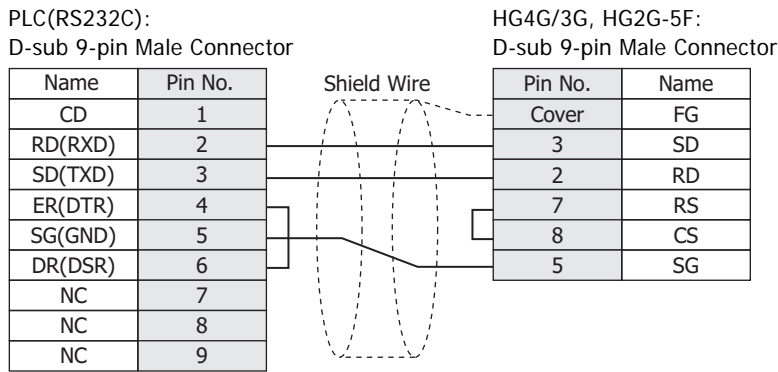 PLC(RS232C):
D-sub 9-pin Male Connector
HG4G/3G, HG2G-5F:
D-sub 9-pin Male Connector
Name Pin No.
CD 1
RD(RXD) 2
SD(TXD) 3
ER(DTR) 4
SG(GND) 5
DR(DSR) 6
NC 7
NC 8
NC 9
Shield Wire
Pin No. Name
Cover FG
3 SD
2 RD
7 RS
8 CS
5 SG